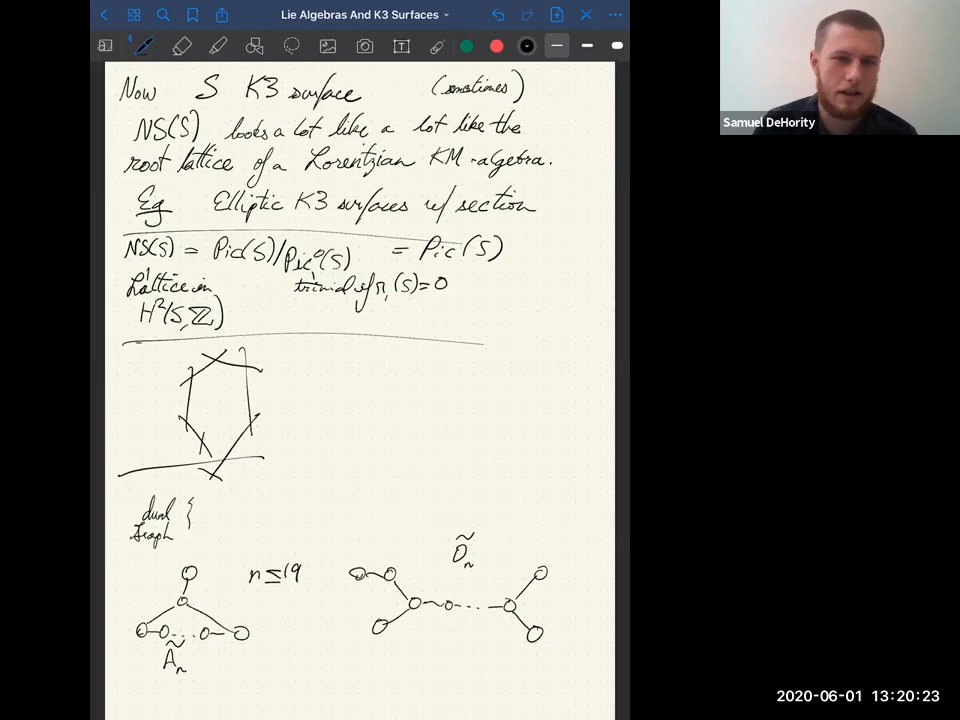 Lie Algebras And K3 Surfaces
Now S K3 surface (sometimes)
NS(S) looks a lot like a lot like the
root lattice of a Lorentzian KM-algebra.
Eg Elliptic K3 surfaces w/ section
NS(S) = Pic(S)/Pic⁰(S) = Pic(S)
Lattice in trivial if π₁(S)=0
H²(S,ℤ)
dual
graph
n ≤ 19
D̃ₙ
Ãₙ
Samuel DeHority
2020-06-01 13:20:23